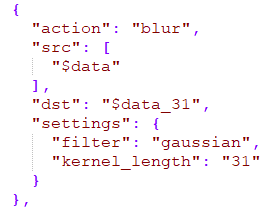 {
"action": "blur",
"src": [
"$data"
],
"dst": "$data_31",
"settings": {
"filter": "gaussian",
"kernel_length": "31"
}
},